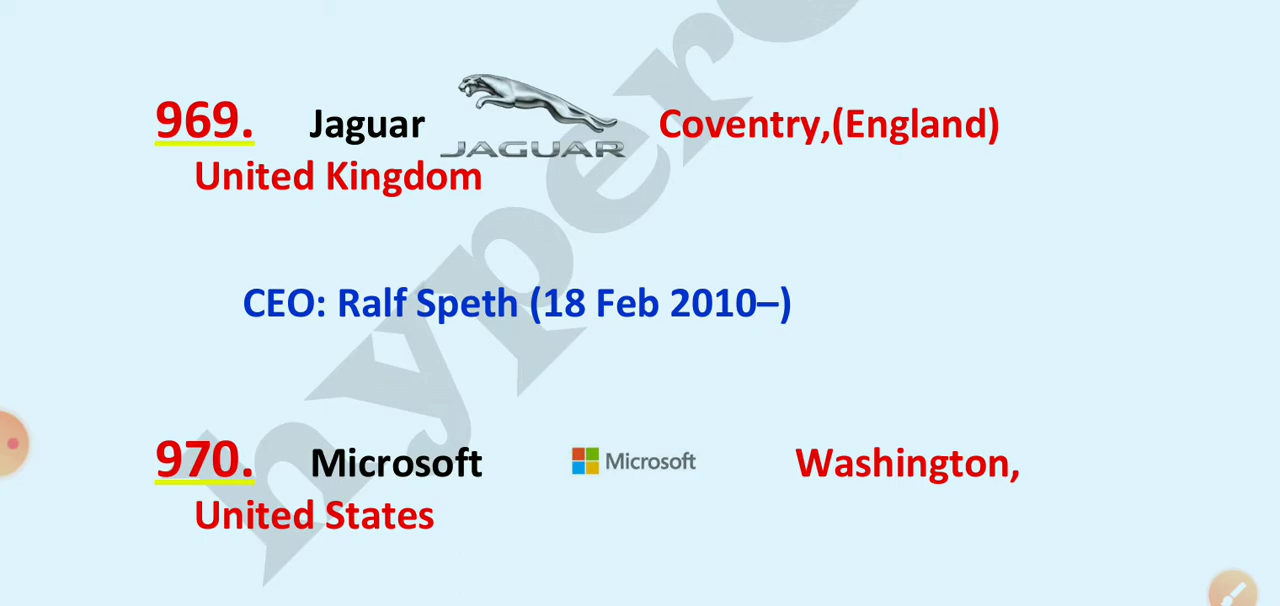 969. Jaguar JAGUAR Coventry,(England)
United Kingdom
CEO: Ralf Speth (18 Feb 2010–)
970. Microsoft Microsoft Washington,
United States
hyper